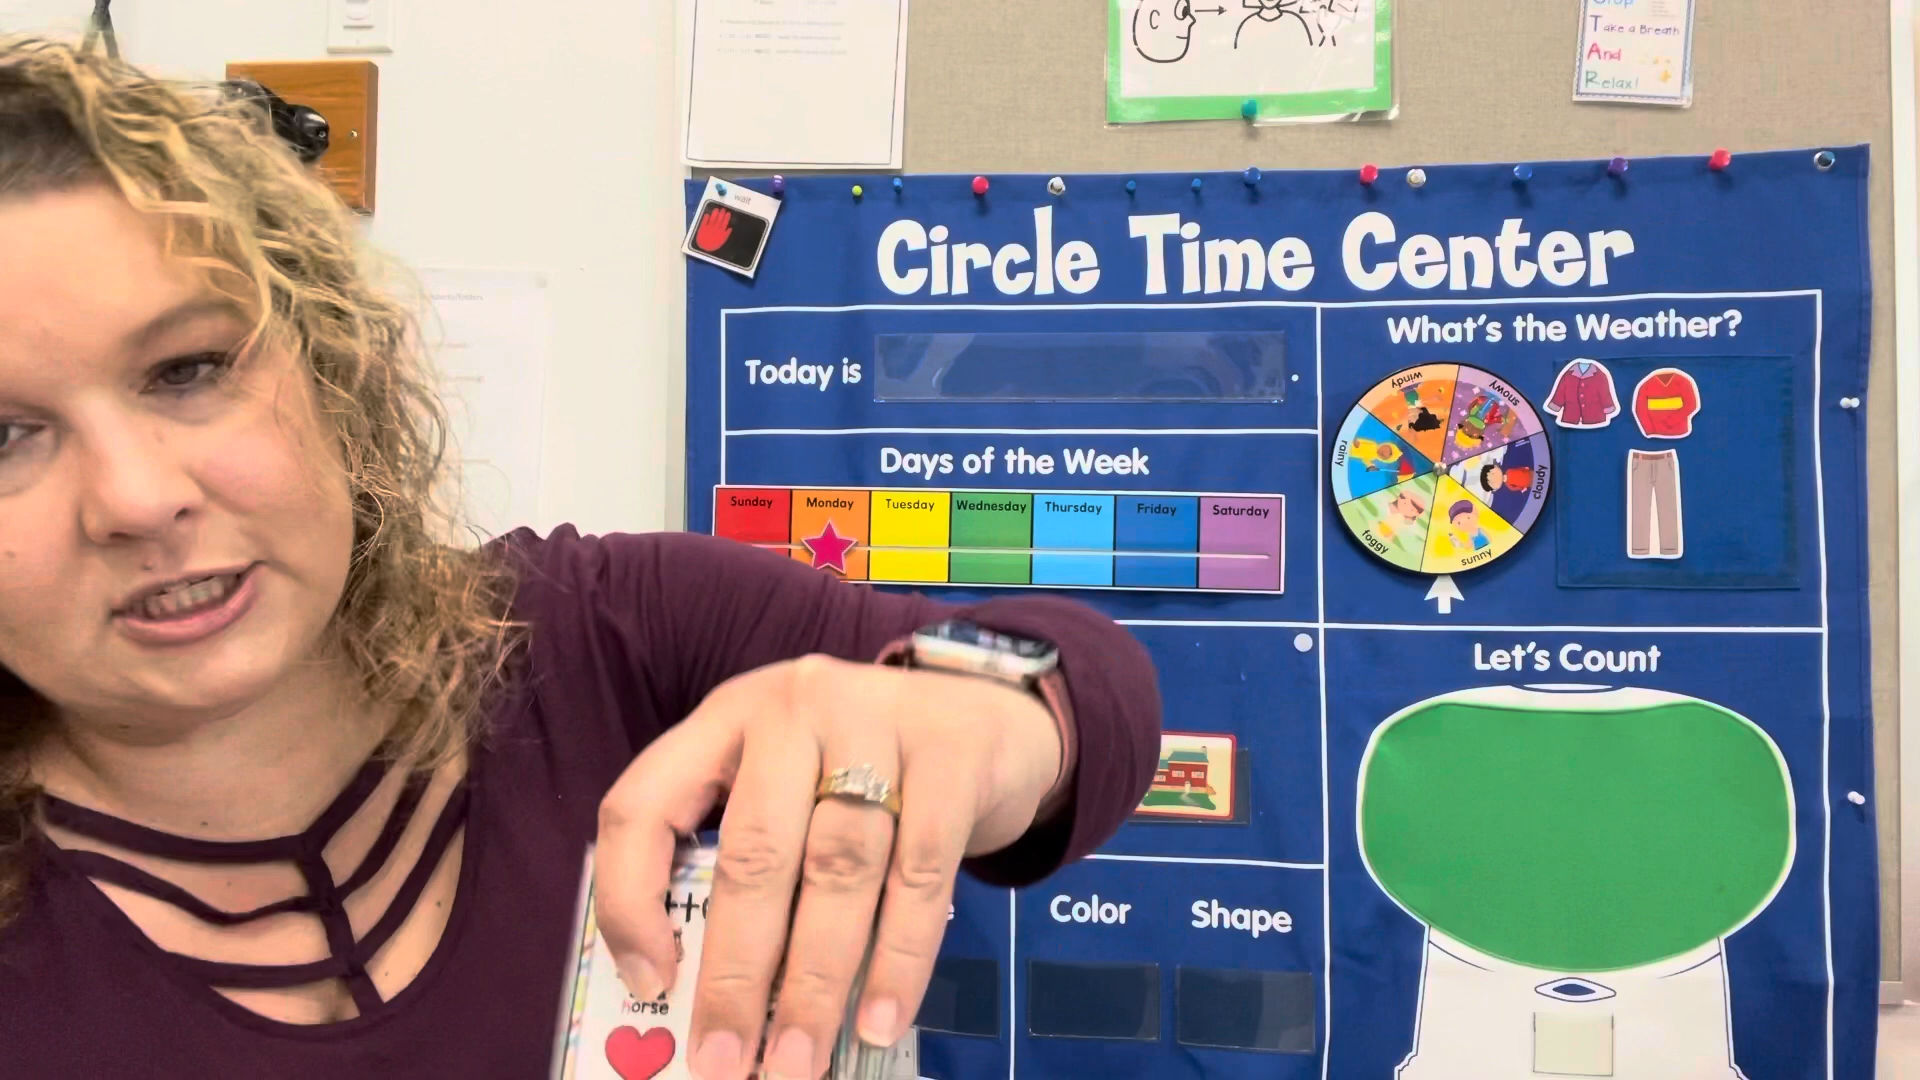 Take a Breath
And
Relax!
wait
Circle Time Center
Today is .
What's the Weather?
windy
snowy
rainy
cloudy
foggy
sunny
Days of the Week
Sunday Monday Tuesday Wednesday Thursday Friday Saturday
Let's Count
Color Shape
horse